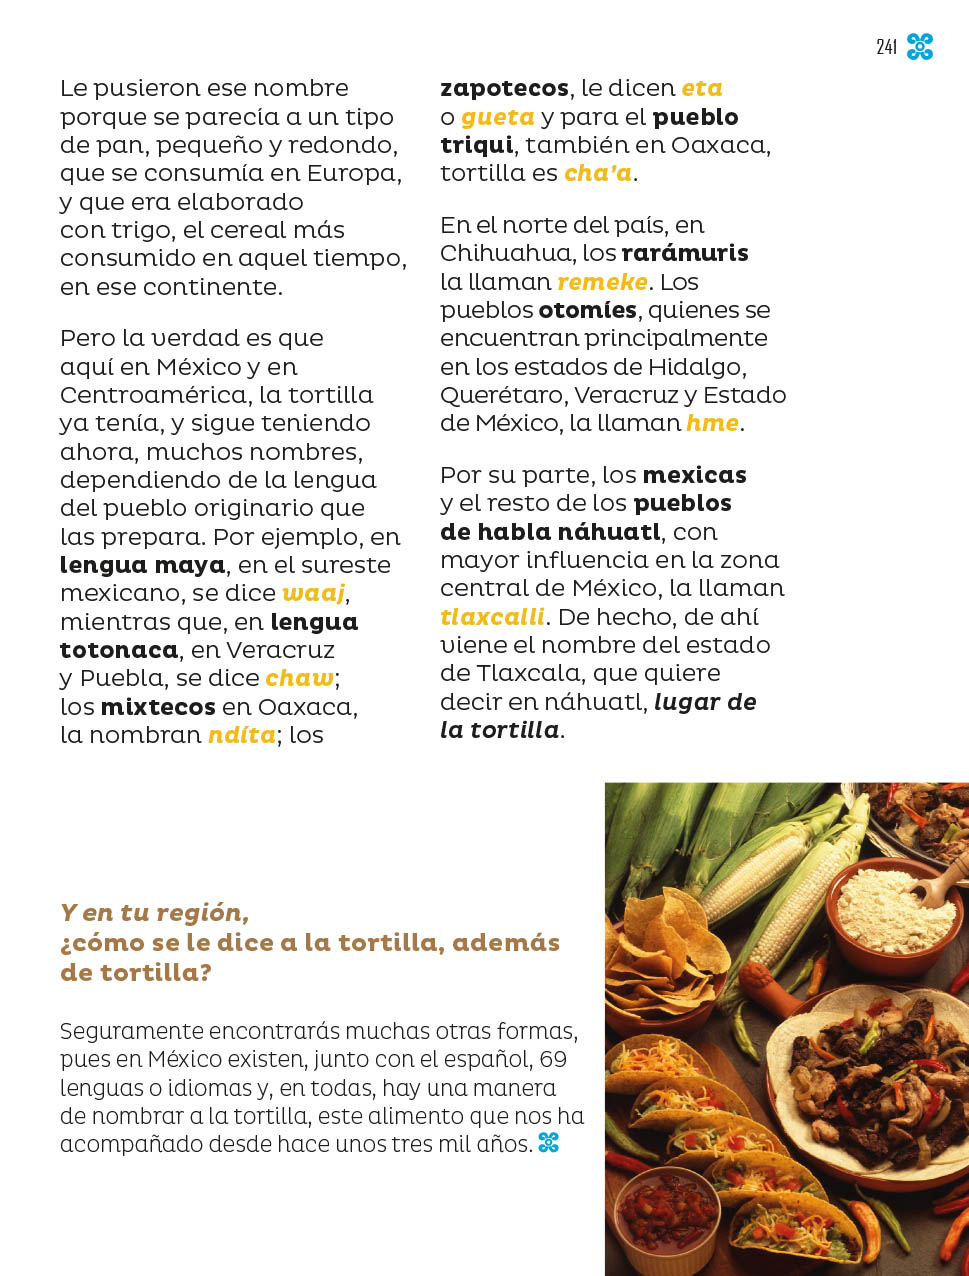 241
Le pusieron ese nombre
porque se parecía a un tipo
de pan, pequeño y redondo,
que se consumía en Europa,
y que era elaborado
con trigo, el cereal más
consumido en aquel tiempo,
en ese continente.
Pero la verdad es que
aquí en México y en
Centroamérica, la tortilla
ya tenía, y sigue teniendo
ahora, muchos nombres,
dependiendo de la lengua
del pueblo originario que
las prepara. Por ejemplo, en
lengua maya, en el sureste
mexicano, se dice waaj,
mientras que, en lengua
totonaca, en Veracruz
y Puebla, se dice chaw;
los mixtecos en Oaxaca,
la nombran ndíta; los
zapotecos, le dicen eta
o gueta y para el pueblo
triqui, también en Oaxaca,
tortilla es cha’a.
En el norte del país, en
Chihuahua, los rarámuris
la llaman remeke. Los
pueblos otomíes, quienes se
encuentran principalmente
en los estados de Hidalgo,
Querétaro, Veracruz y Estado
de México, la llaman hme.
Por su parte, los mexicas
y el resto de los pueblos
de habla náhuatl, con
mayor influencia en la zona
central de México, la llaman
tlaxcalli. De hecho, de ahí
viene el nombre del estado
de Tlaxcala, que quiere
decir en náhuatl, lugar de
la tortilla.
Y en tu región,
¿cómo se le dice a la tortilla, además
de tortilla?
Seguramente encontrarás muchas otras formas,
pues en México existen, junto con el español, 69
lenguas o idiomas y, en todas, hay una manera
de nombrar a la tortilla, este alimento que nos ha
acompañado desde hace unos tres mil años.